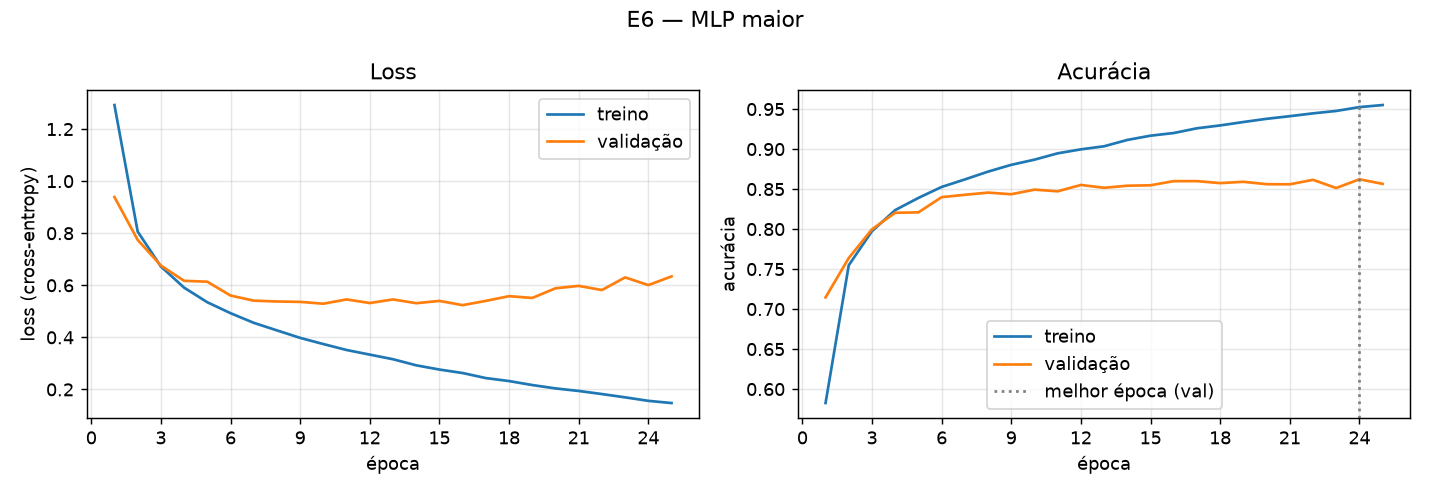 E6 — MLP maior
Loss
treino
validação
1.2
1.0
0.8
0.6
0.4
0.2
loss (cross-entropy)
0 3 6 9 12 15 18 21 24
época
Acurácia
0.95
0.90
0.85
0.80
0.75
0.70
0.65
0.60
acurácia
treino
validação
melhor época (val)
0 3 6 9 12 15 18 21 24
época